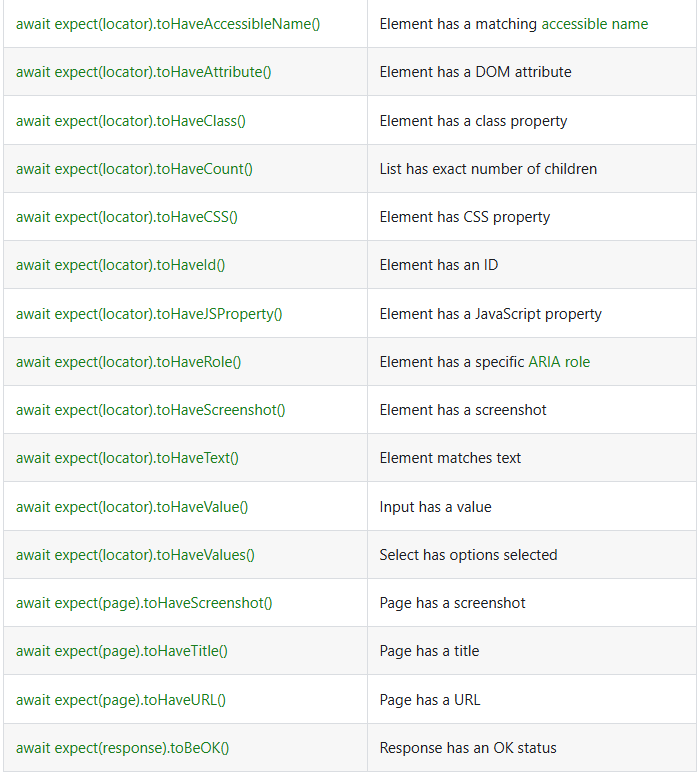 await expect(locator).toHaveAccessibleName() Element has a matching accessible name
await expect(locator).toHaveAttribute() Element has a DOM attribute
await expect(locator).toHaveClass() Element has a class property
await expect(locator).toHaveCount() List has exact number of children
await expect(locator).toHaveCSS() Element has CSS property
await expect(locator).toHaveId() Element has an ID
await expect(locator).toHaveJSProperty() Element has a JavaScript property
await expect(locator).toHaveRole() Element has a specific ARIA role
await expect(locator).toHaveScreenshot() Element has a screenshot
await expect(locator).toHaveText() Element matches text
await expect(locator).toHaveValue() Input has a value
await expect(locator).toHaveValues() Select has options selected
await expect(page).toHaveScreenshot() Page has a screenshot
await expect(page).toHaveTitle() Page has a title
await expect(page).toHaveURL() Page has a URL
await expect(response).toBeOK() Response has an OK status